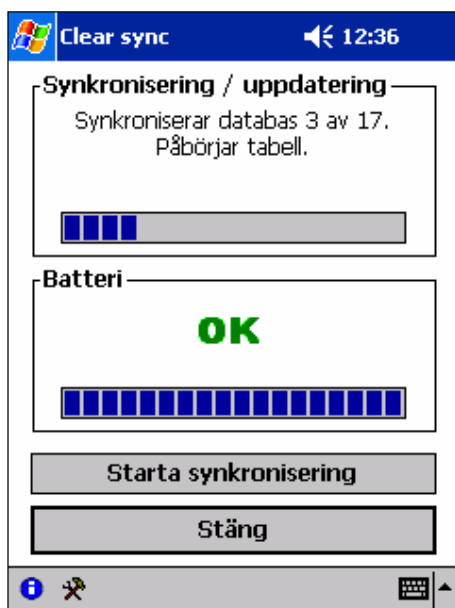 Clear sync
12:36
Synkronisering / uppdatering
Synkroniserar databas 3 av 17.
Påbörjar tabell.
Batteri
OK
Starta synkronisering
Stäng